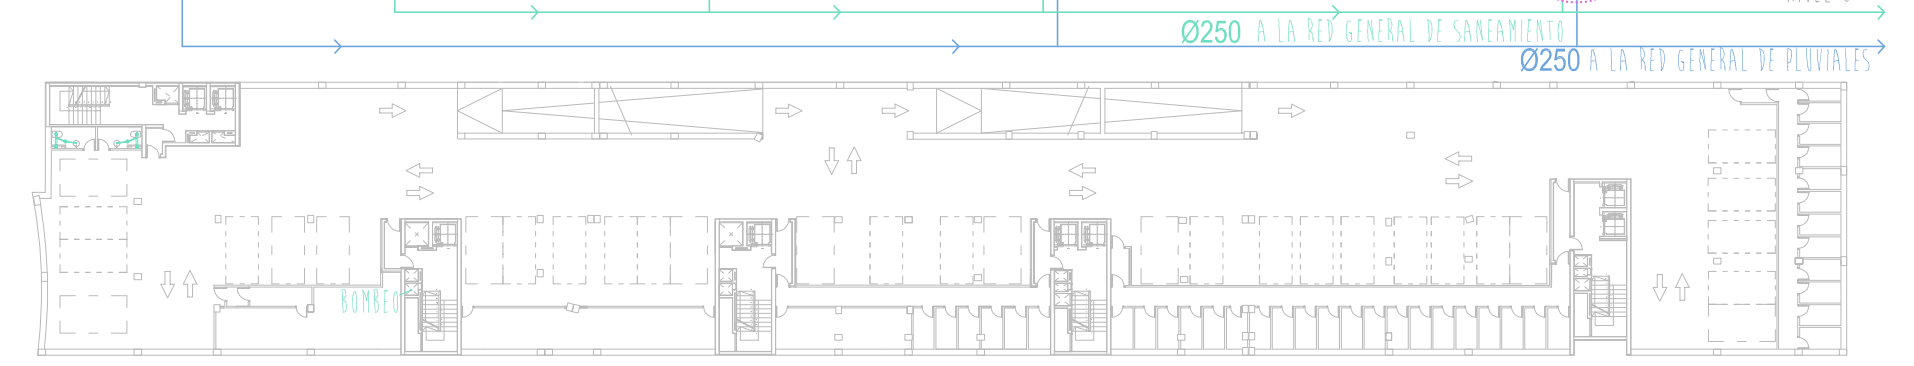 Ø250 A LA RED GENERAL DE SANEAMIENTO
Ø250 A LA RED GENERAL DE PLUVIALES
BOMBEO